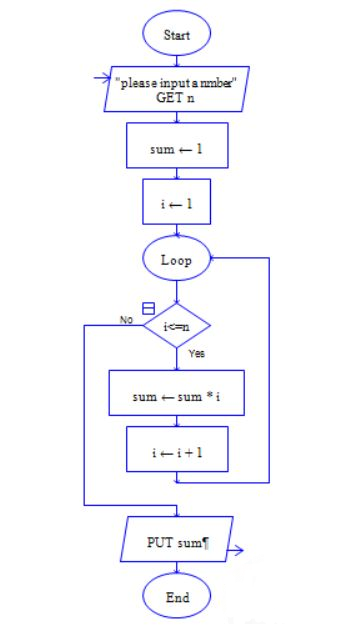 Start
"please input a nmber"
GET n
sum ← 1
i ← 1
Loop
i<=n
No
Yes
sum ← sum * i
i ← i + 1
PUT sum¶
End